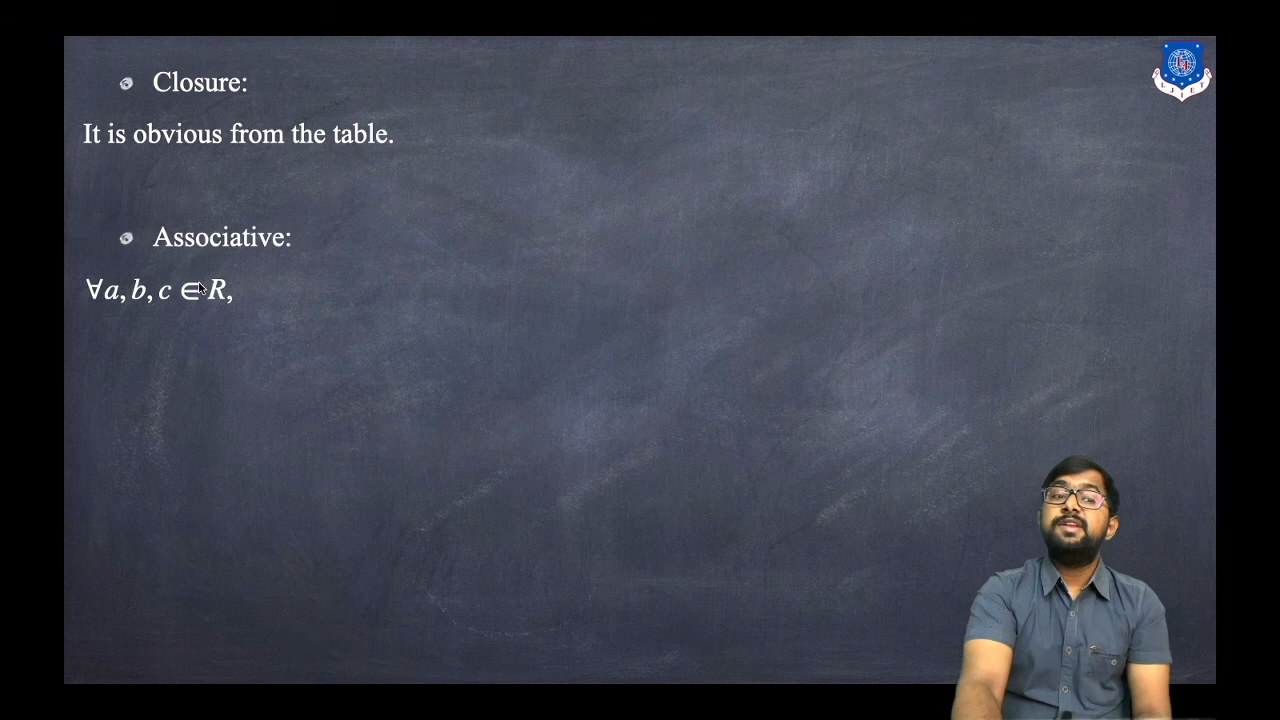 Closure:
It is obvious from the table.
Associative:
∀a, b, c ∈ R,